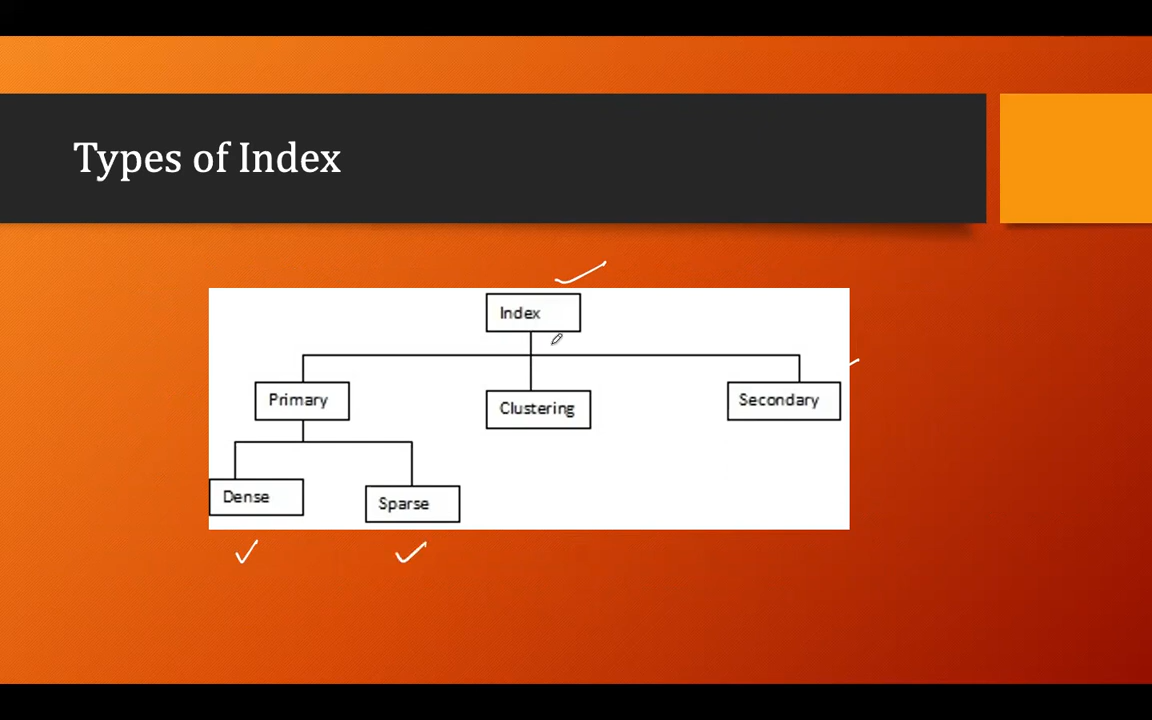 Types of Index
Index
Primary
Clustering
Secondary
Dense
Sparse